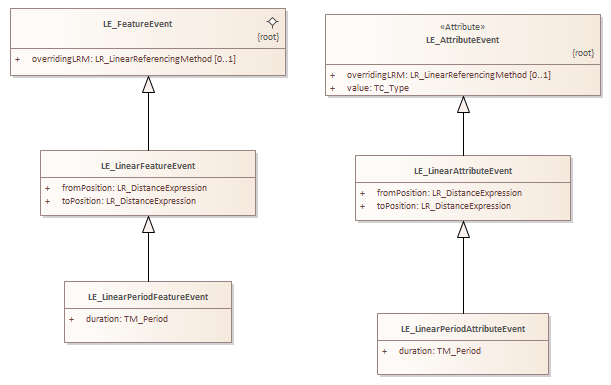 LE_FeatureEvent
{root}
+ overridingLRM: LR_LinearReferencingMethod [0..1]
LE_LinearFeatureEvent
+ fromPosition: LR_DistanceExpression
+ toPosition: LR_DistanceExpression
LE_LinearPeriodFeatureEvent
+ duration: TM_Period
«Attribute»
LE_AttributeEvent
{root}
+ overridingLRM: LR_LinearReferencingMethod [0..1]
+ value: TC_Type
LE_LinearAttributeEvent
+ fromPosition: LR_DistanceExpression
+ toPosition: LR_DistanceExpression
LE_LinearPeriodAttributeEvent
+ duration: TM_Period